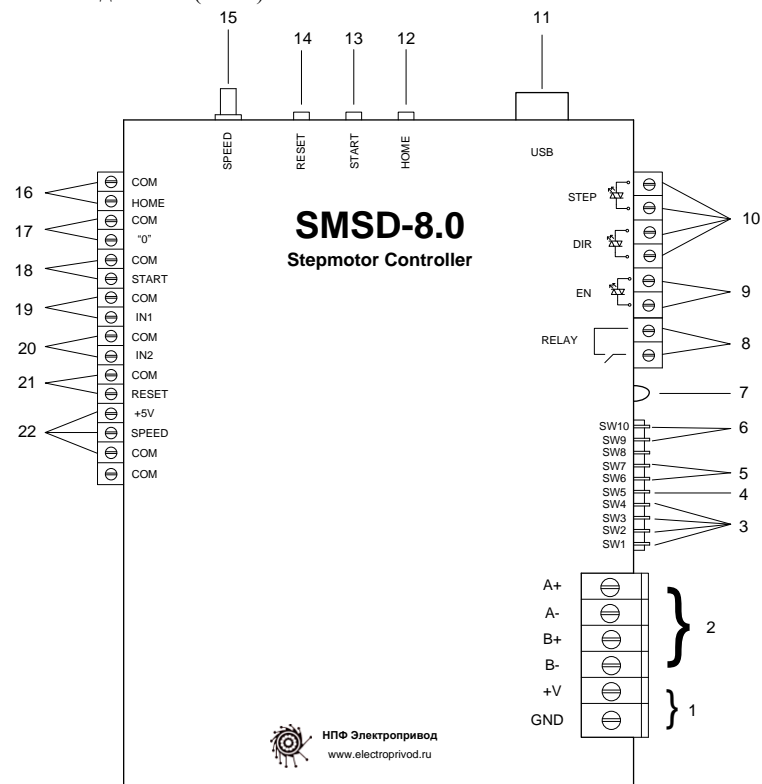 15
14
13
12
11
SPEED
RESET
START
HOME
USB
SMSD-8.0
Stepmotor Controller
16
COM
HOME
17
COM
"0"
18
COM
START
19
COM
IN1
20
COM
IN2
21
COM
RESET
22
+5V
SPEED
COM
COM
STEP
DIR
10
EN
9
RELAY
8
7
SW10
SW9
6
SW8
SW7
SW6
5
SW5
4
SW4
SW3
SW2
SW1
3
A+
A-
B+
B-
2
+V
GND
1
НПФ Электропривод
www.electroprivod.ru